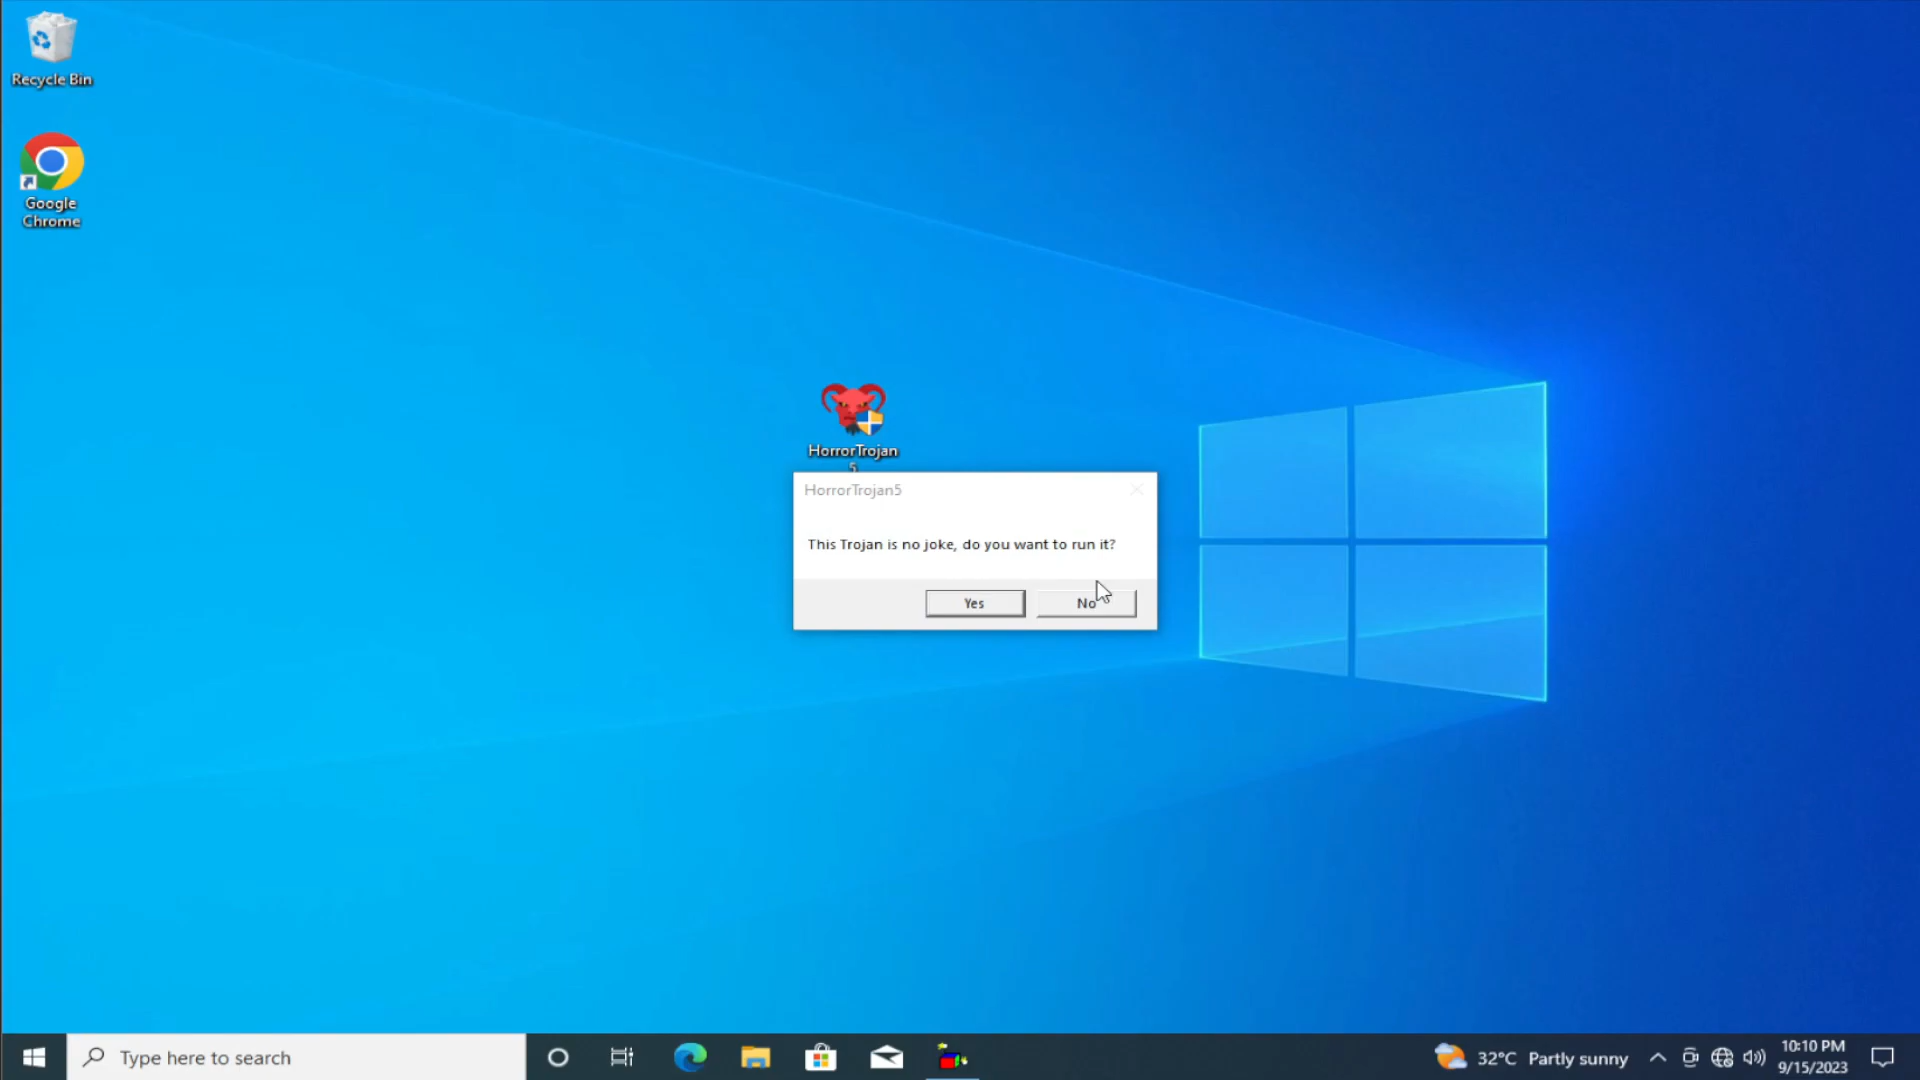 Recycle Bin
Google
Chrome
HorrorTrojan
5
HorrorTrojan5
This Trojan is no joke, do you want to run it?
Yes
No
Type here to search
32°C Partly sunny
10:10 PM
9/15/2023